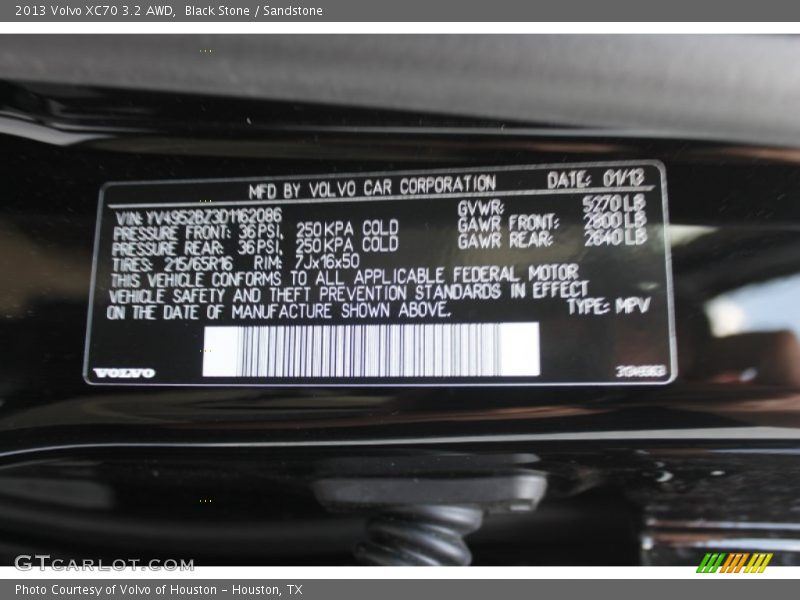 2013 Volvo XC70 3.2 AWD, Black Stone / Sandstone
MFD BY VOLVO CAR CORPORATION DATE: 01/13
VIN: YV4952BZ3D1162086 GVWR: 5270 LB
PRESSURE FRONT: 36 PSI, 250 KPA COLD GAWR FRONT: 2800 LB
PRESSURE REAR: 36 PSI, 250 KPA COLD GAWR REAR: 2640 LB
TIRES: 215/65R16 RIM: 7Jx16x50
THIS VEHICLE CONFORMS TO ALL APPLICABLE FEDERAL MOTOR
VEHICLE SAFETY AND THEFT PREVENTION STANDARDS IN EFFECT
ON THE DATE OF MANUFACTURE SHOWN ABOVE. TYPE: MPV
VOLVO
GTCARLOT.COM
Photo Courtesy of Volvo of Houston - Houston, TX